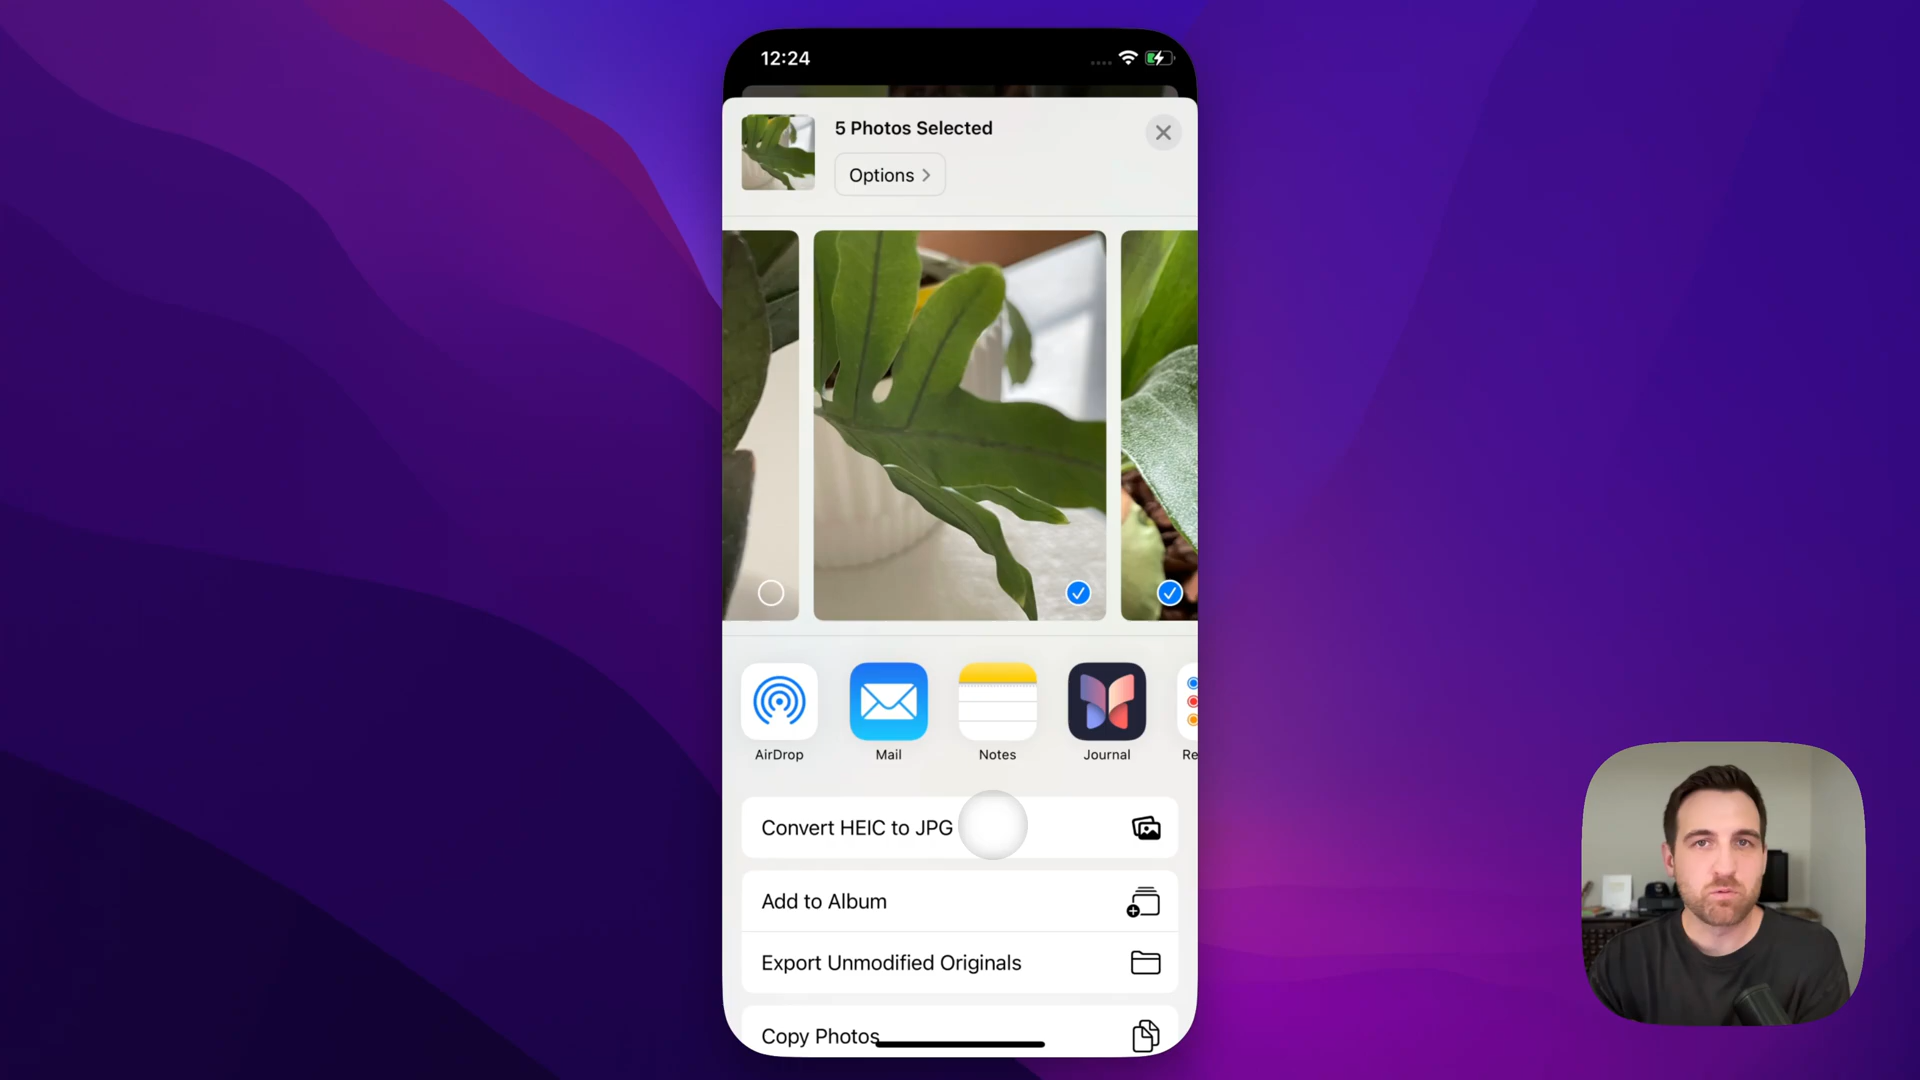 12:24
5 Photos Selected
Options
AirDrop
Mail
Notes
Journal
Re
Convert HEIC to JPG
Add to Album
Export Unmodified Originals
Copy Photos